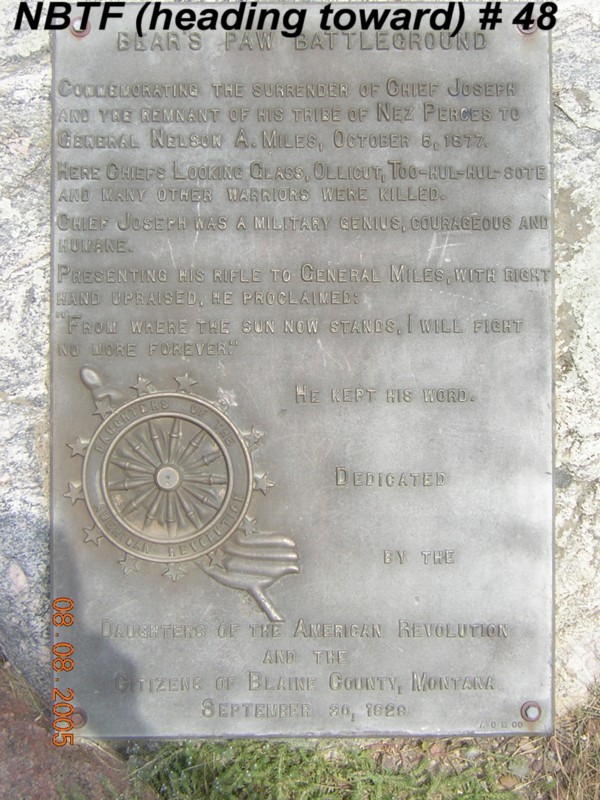 NBTF (heading toward) # 48
BEAR'S PAW BATTLEGROUND
COMMEMORATING THE SURRENDER OF CHIEF JOSEPH
AND THE REMNANT OF HIS TRIBE OF NEZ PERCES TO
GENERAL NELSON A. MILES, OCTOBER 5, 1877.
HERE CHIEFS LOOKING GLASS, OLLICUT, TOO-HUL-HUL-SOTE
AND MANY OTHER WARRIORS WERE KILLED.
CHIEF JOSEPH WAS A MILITARY GENIUS, COURAGEOUS AND
HUMANE.
PRESENTING HIS RIFLE TO GENERAL MILES, WITH RIGHT
HAND UPRAISED, HE PROCLAIMED:
"FROM WHERE THE SUN NOW STANDS, I WILL FIGHT
NO MORE FOREVER."
HE KEPT HIS WORD.
DAUGHTERS OF THE
AMERICAN REVOLUTION
DEDICATED
BY THE
DAUGHTERS OF THE AMERICAN REVOLUTION
AND THE
CITIZENS OF BLAINE COUNTY, MONTANA
SEPTEMBER 30, 1928
08.08.2005